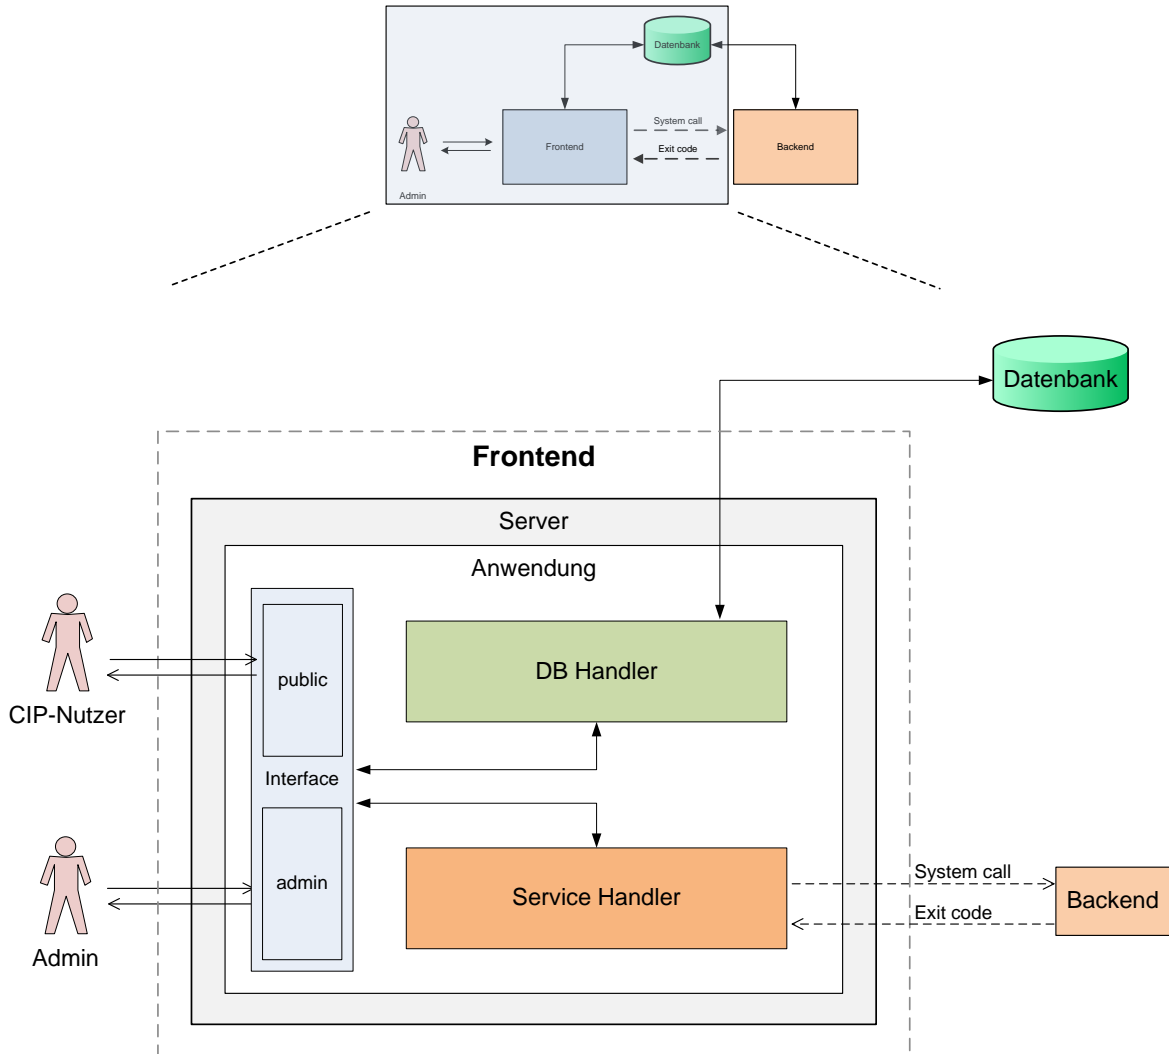 Datenbank
System call
Frontend
Exit code
Backend
Admin
Datenbank
Frontend
Server
Anwendung
public
DB Handler
CIP-Nutzer
Interface
admin
Service Handler
System call
Exit code
Backend
Admin